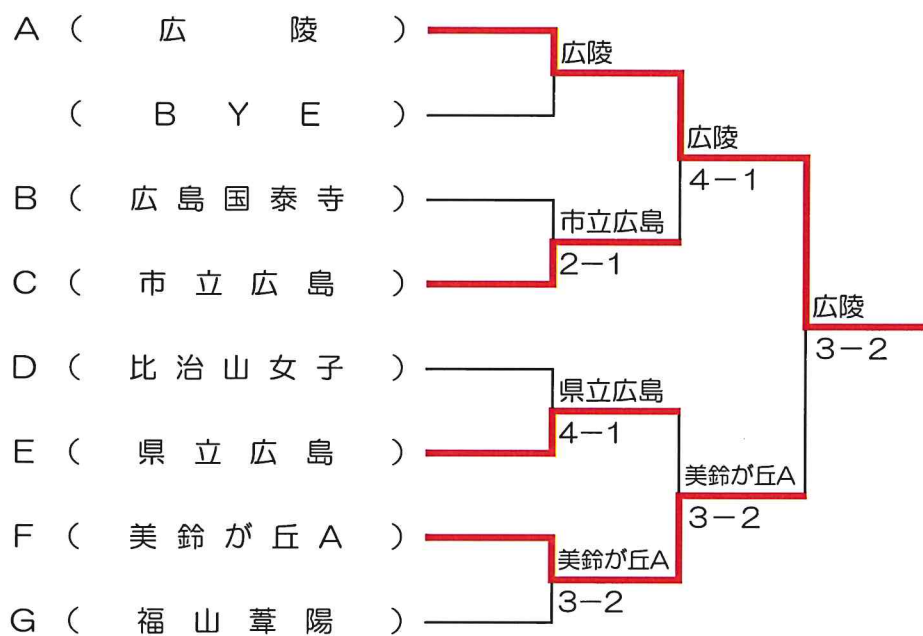 A ( 広 陵 )
広陵
( B Y E )
広陵
4−1
B ( 広 島 国 泰 寺 )
市立広島
2−1
C ( 市 立 広 島 )
広陵
3−2
D ( 比 治 山 女 子 )
県立広島
4−1
E ( 県 立 広 島 )
美鈴が丘A
3−2
F ( 美 鈴 が 丘 A )
美鈴が丘A
3−2
G ( 福 山 葦 陽 )